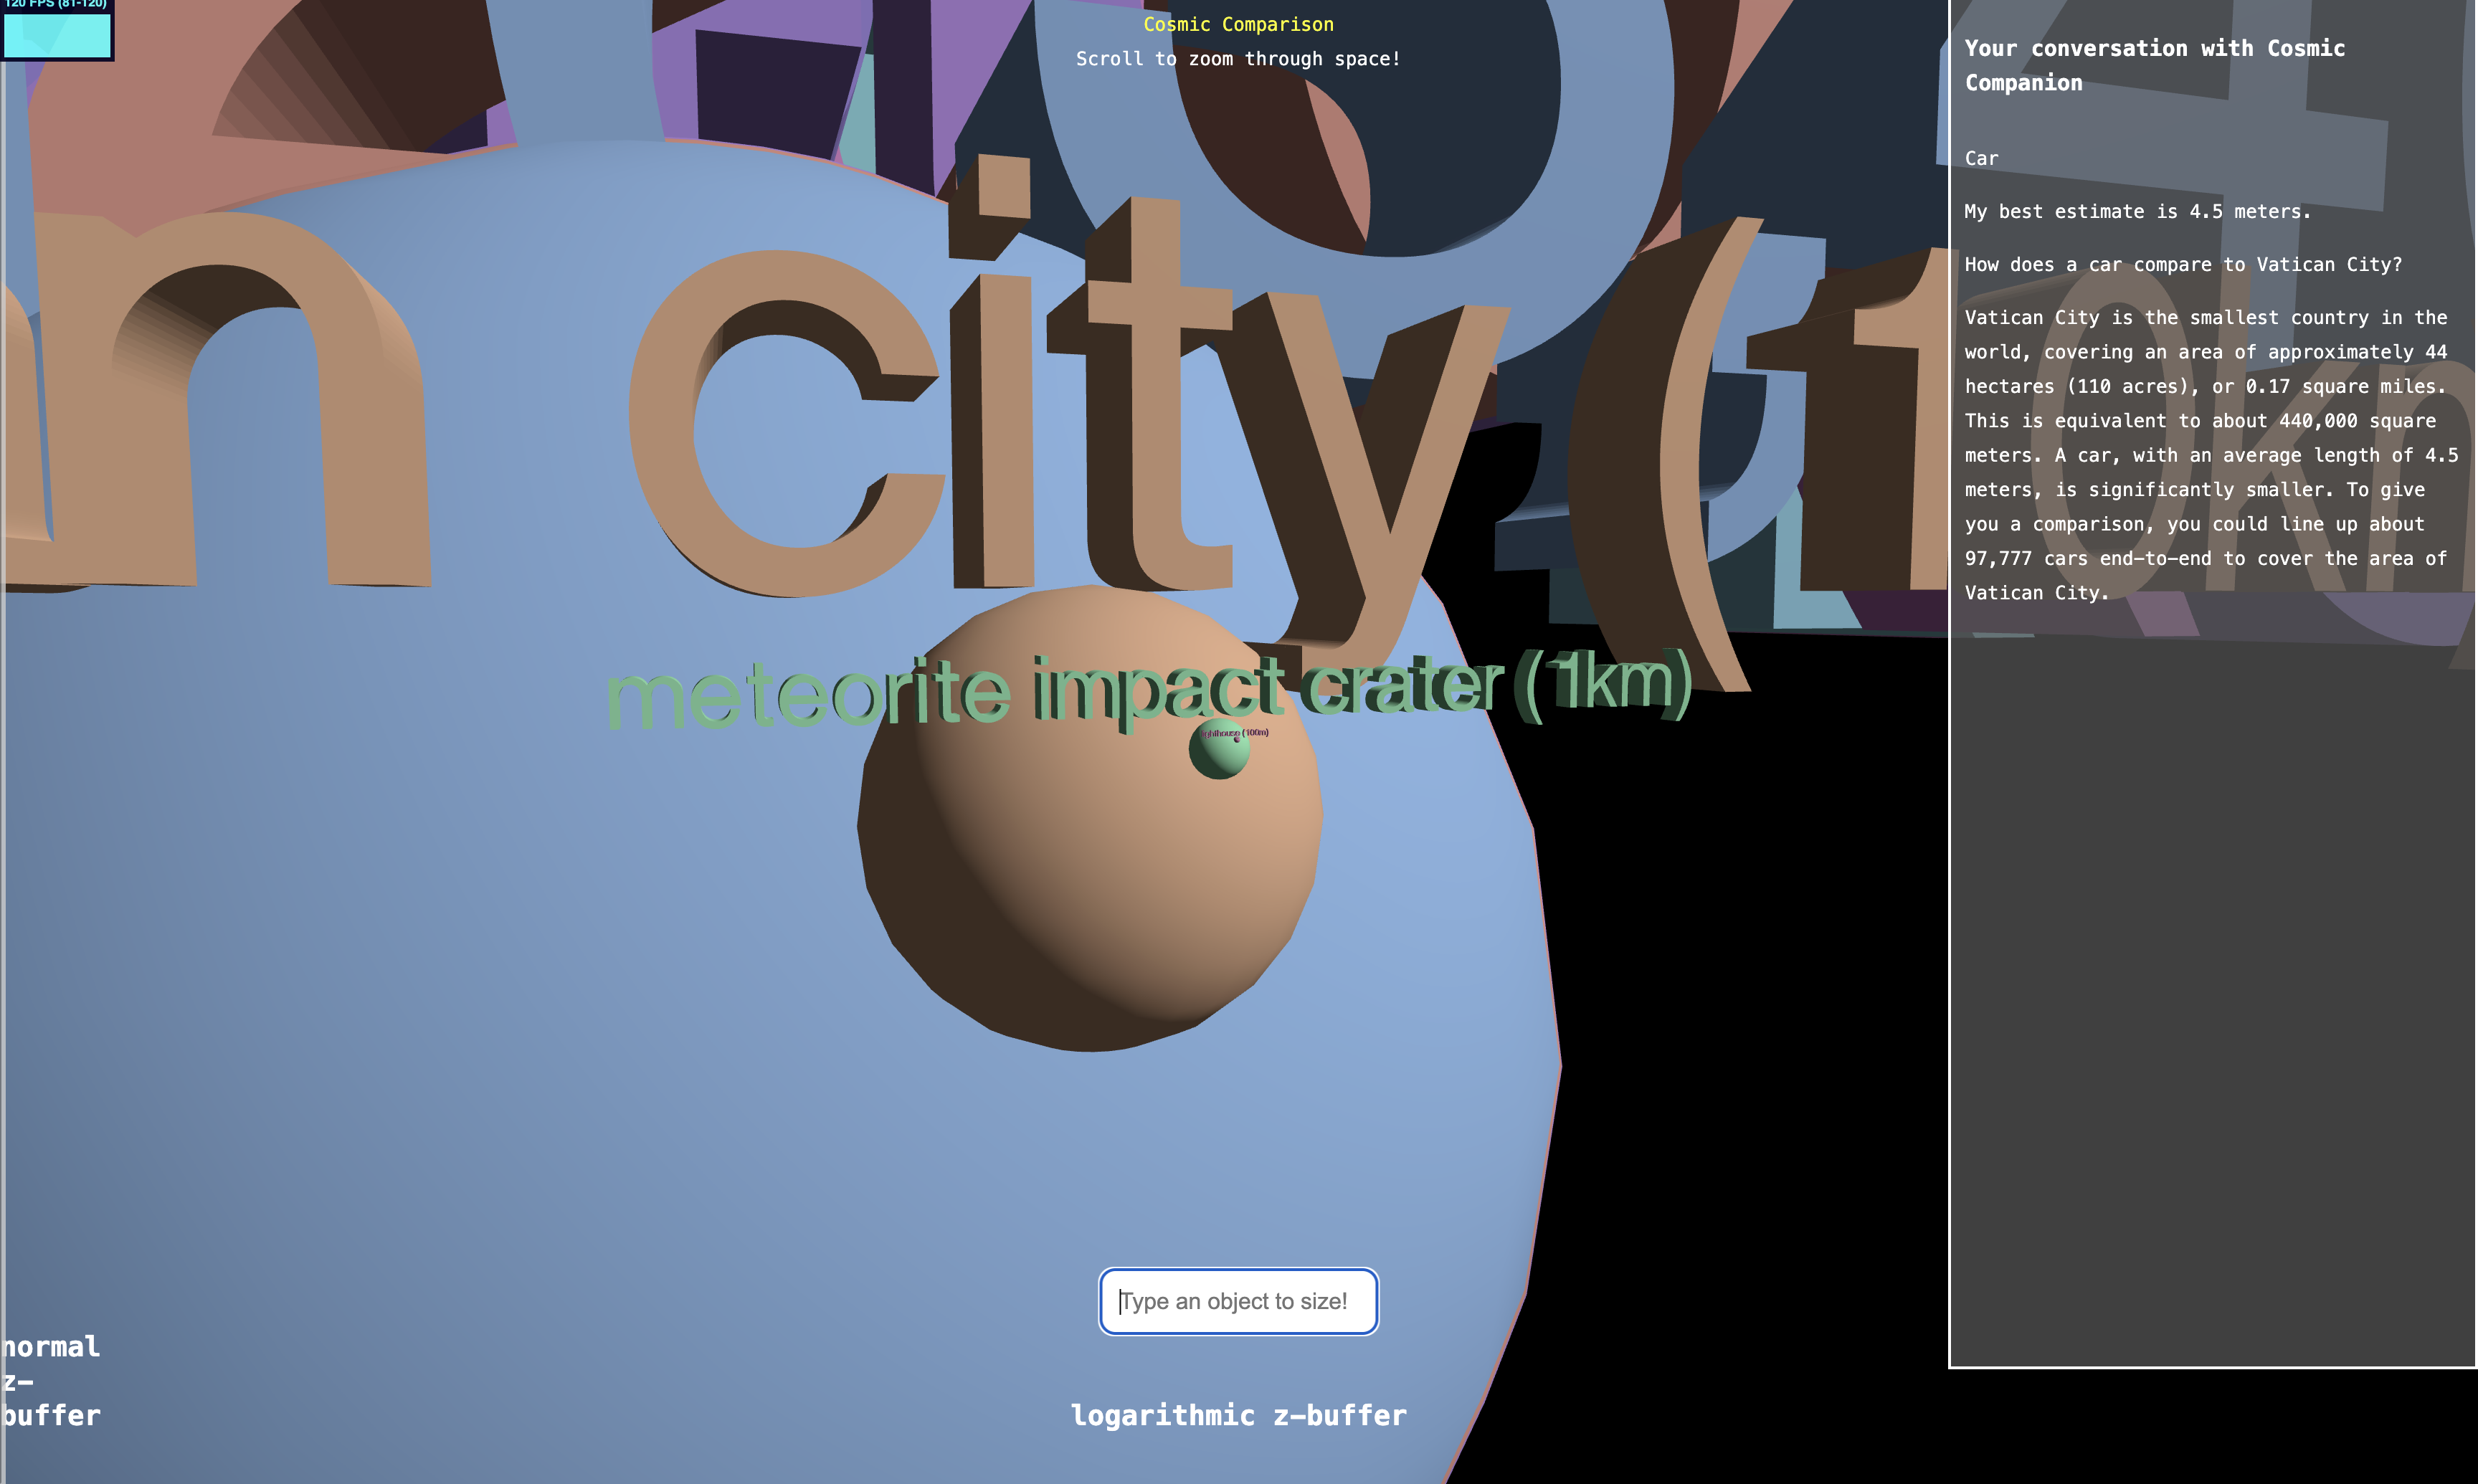 120 FPS (81-120)
Cosmic Comparison
Scroll to zoom through space!
n city (10km
meteorite impact crater (1km)
lighthouse (100m)
Type an object to size!
normal
z-
buffer
logarithmic z-buffer
Your conversation with Cosmic
Companion
Car
My best estimate is 4.5 meters.
How does a car compare to Vatican City?
Vatican City is the smallest country in the
world, covering an area of approximately 44
hectares (110 acres), or 0.17 square miles.
This is equivalent to about 440,000 square
meters. A car, with an average length of 4.5
meters, is significantly smaller. To give
you a comparison, you could line up about
97,777 cars end-to-end to cover the area of
Vatican City.